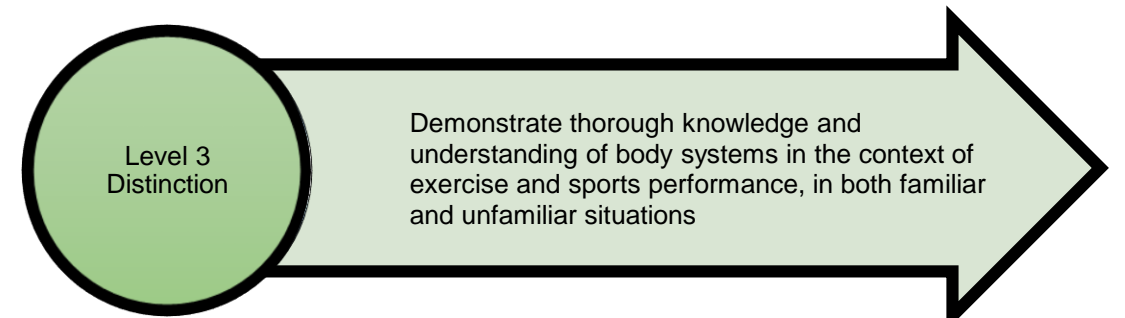 Level 3
Distinction
Demonstrate thorough knowledge and
understanding of body systems in the context of
exercise and sports performance, in both familiar
and unfamiliar situations